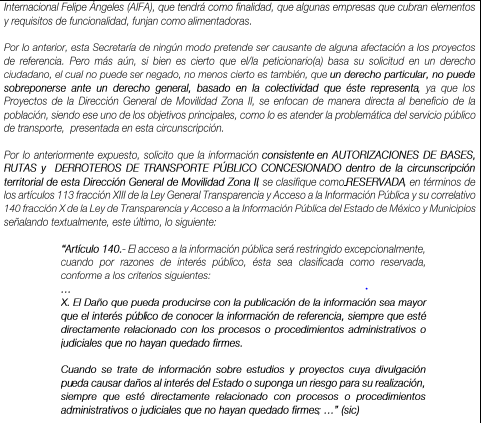 Internacional Felipe Ángeles (AIFA), que tendrá como finalidad, que algunas empresas que cubran elementos
y requisitos de funcionalidad, funjan como alimentadoras.
Por lo anterior, esta Secretaría de ningún modo pretende ser causante de alguna afectación a los proyectos
de referencia. Pero más aún, si bien es cierto que el/la peticionario(a) basa su solicitud en un derecho
ciudadano, el cual no puede ser negado, no menos cierto es también, que un derecho particular, no puede
sobreponerse ante un derecho general, basado en la colectividad que éste representa, ya que los
Proyectos de la Dirección General de Movilidad Zona II, se enfocan de manera directa al beneficio de la
población, siendo ese uno de los objetivos principales, como lo es atender la problemática del servicio público
de transporte, presentada en esta circunscripción.
Por lo anteriormente expuesto, solicito que la información consistente en AUTORIZACIONES DE BASES,
RUTAS y DERROTEROS DE TRANSPORTE PÚBLICO CONCESIONADO dentro de la circunscripción
territorial de esta Dirección General de Movilidad Zona II, se clasifique como RESERVADA, en términos de
los artículos 113 fracción XIII de la Ley General Transparencia y Acceso a la Información Pública y su correlativo
140 fracción X de la Ley de Transparencia y Acceso a la Información Pública del Estado de México y Municipios
señalando textualmente, este último, lo siguiente:
"Artículo 140.- El acceso a la información pública será restringido excepcionalmente,
cuando por razones de interés público, ésta sea clasificada como reservada,
conforme a los criterios siguientes:
...
X. El Daño que pueda producirse con la publicación de la información sea mayor
que el interés público de conocer la información de referencia, siempre que esté
directamente relacionado con los procesos o procedimientos administrativos o
judiciales que no hayan quedado firmes.
Cuando se trate de información sobre estudios y proyectos cuya divulgación
pueda causar daños al interés del Estado o suponga un riesgo para su realización,
siempre que esté directamente relacionado con procesos o procedimientos
administrativos o judiciales que no hayan quedado firmes; ..." (sic)